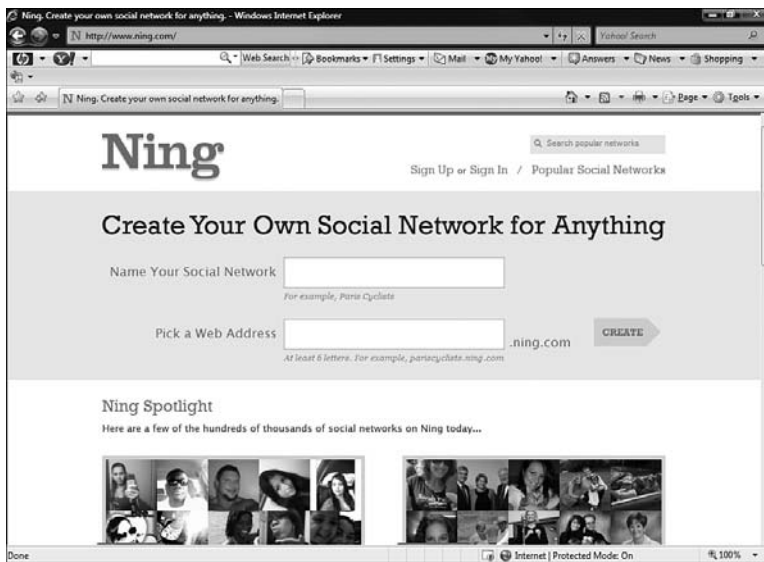 Ning. Create your own social network for anything. - Windows Internet Explorer
N http://www.ning.com/
Yahoo! Search
Y! Web Search Bookmarks Settings Mail My Yahoo! Answers News Shopping
N Ning. Create your own social network for anything.
Page Tools
Ning
Search popular networks
Sign Up or Sign In / Popular Social Networks
Create Your Own Social Network for Anything
Name Your Social Network
For example, Paris Cyclists
Pick a Web Address
.ning.com
CREATE
At least 6 letters. For example, pariscyclists.ning.com
Ning Spotlight
Here are a few of the hundreds of thousands of social networks on Ning today...
Done
Internet | Protected Mode: On
100%